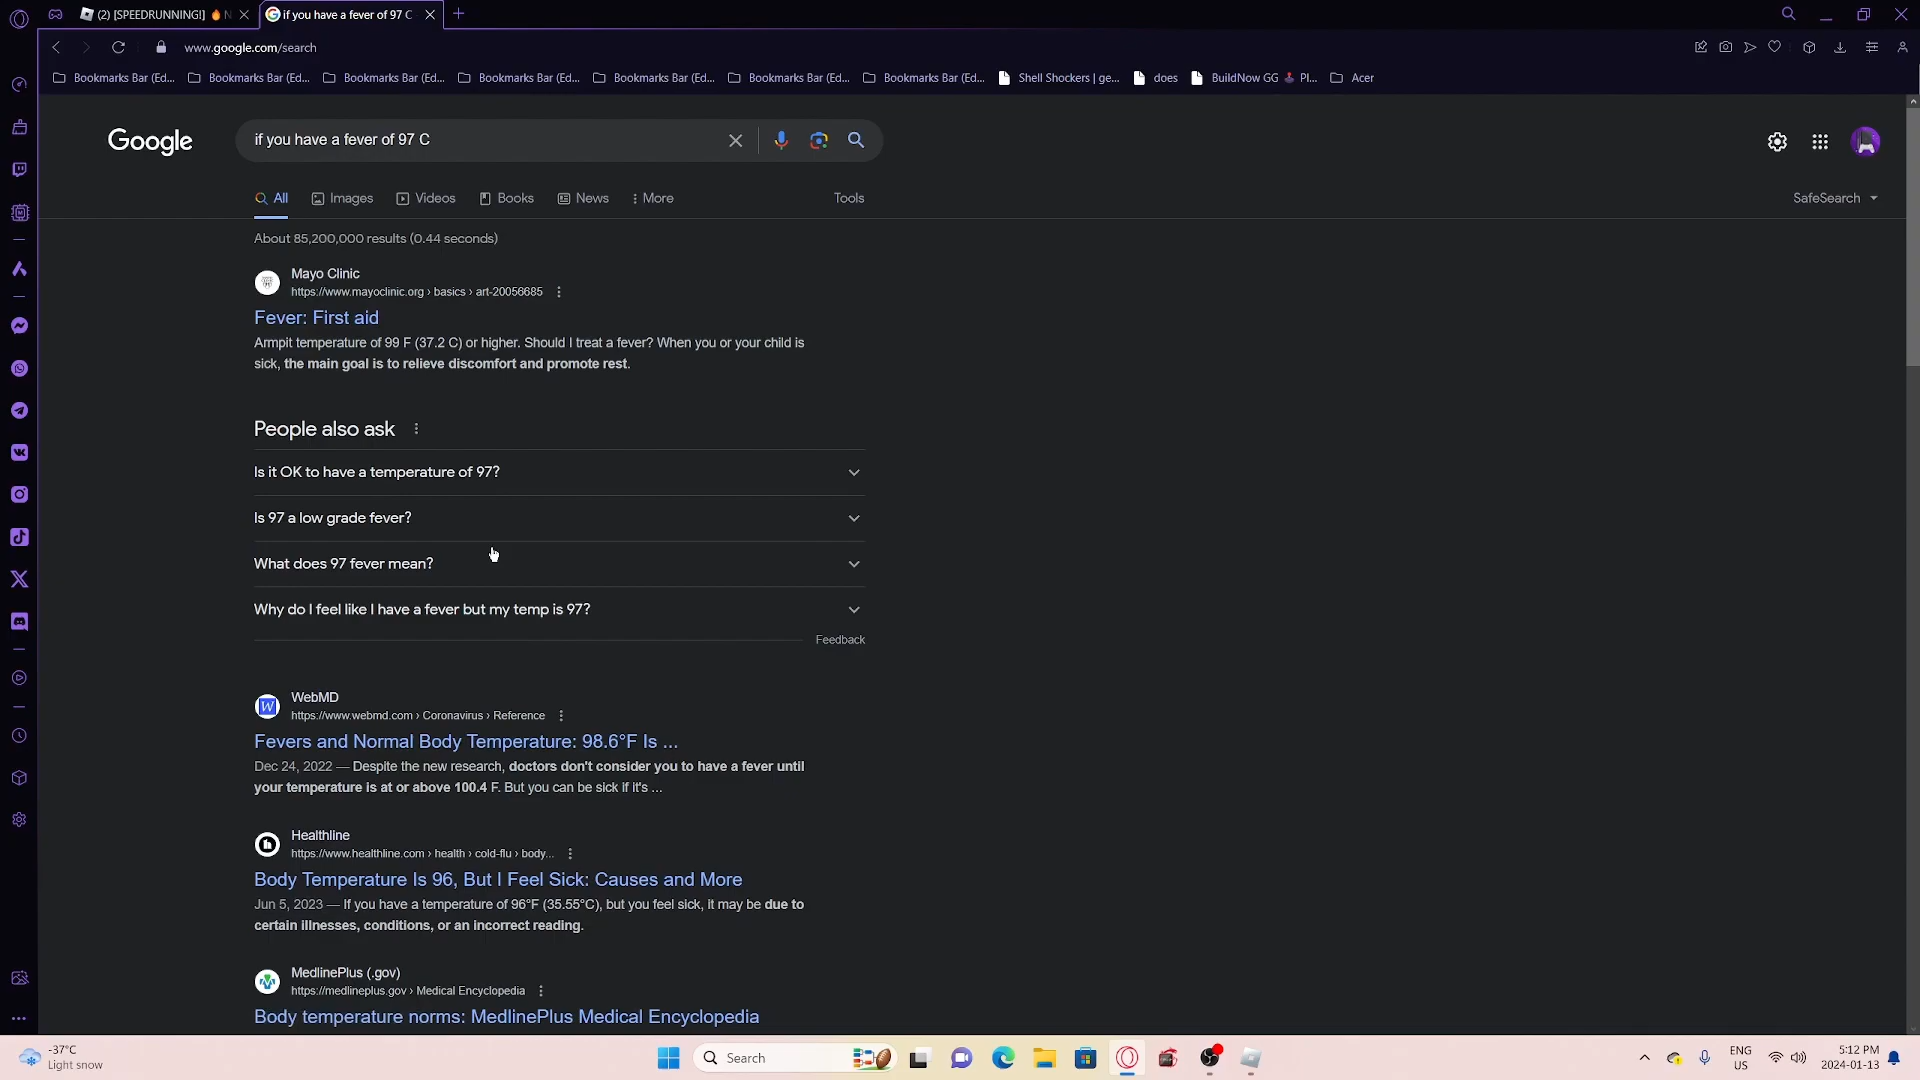 (2) [SPEEDRUNNING!] 🔥 N
if you have a fever of 97 C
www.google.com/search
Bookmarks Bar (Ed...
Bookmarks Bar (Ed...
Bookmarks Bar (Ed...
Bookmarks Bar (Ed...
Bookmarks Bar (Ed...
Bookmarks Bar (Ed...
Bookmarks Bar (Ed...
Shell Shockers | ge...
does
BuildNow GG 🕹️ Pl...
Acer
Google
if you have a fever of 97 C
All
Images
Videos
Books
News
More
Tools
SafeSearch
About 85,200,000 results (0.44 seconds)
Mayo Clinic
https://www.mayoclinic.org › basics › art-20056685
Fever: First aid
Armpit temperature of 99 F (37.2 C) or higher. Should I treat a fever? When you or your child is
sick, the main goal is to relieve discomfort and promote rest.
People also ask
Is it OK to have a temperature of 97?
Is 97 a low grade fever?
What does 97 fever mean?
Why do I feel like I have a fever but my temp is 97?
Feedback
WebMD
https://www.webmd.com › Coronavirus › Reference
Fevers and Normal Body Temperature: 98.6°F Is ...
Dec 24, 2022 — Despite the new research, doctors don't consider you to have a fever until
your temperature is at or above 100.4 F. But you can be sick if it's ...
Healthline
https://www.healthline.com › health › cold-flu › body...
Body Temperature Is 96, But I Feel Sick: Causes and More
Jun 5, 2023 — If you have a temperature of 96°F (35.55°C), but you feel sick, it may be due to
certain illnesses, conditions, or an incorrect reading.
MedlinePlus (.gov)
https://medlineplus.gov › Medical Encyclopedia
Body temperature norms: MedlinePlus Medical Encyclopedia
-37°C
Light snow
Search
ENG
US
5:12 PM
2024-01-13